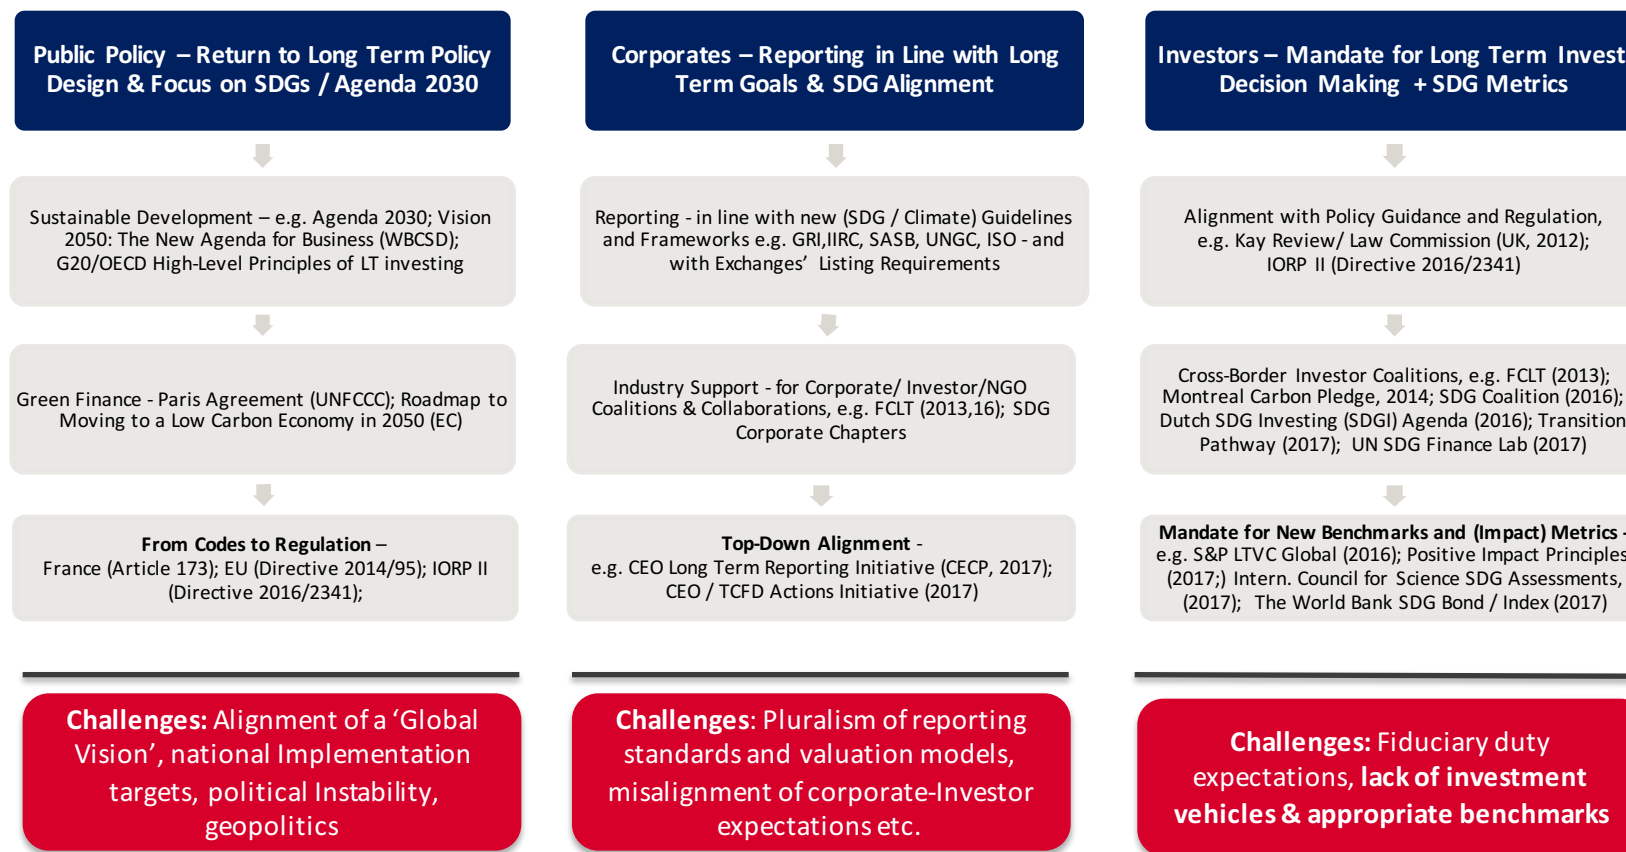 Public Policy – Return to Long Term Policy
Design & Focus on SDGs / Agenda 2030
Sustainable Development – e.g. Agenda 2030; Vision
2050: The New Agenda for Business (WBCSD);
G20/OECD High-Level Principles of LT investing
Green Finance - Paris Agreement (UNFCCC); Roadmap to
Moving to a Low Carbon Economy in 2050 (EC)
From Codes to Regulation –
France (Article 173); EU (Directive 2014/95); IORP II
(Directive 2016/2341);
Challenges: Alignment of a ‘Global
Vision’, national Implementation
targets, political Instability,
geopolitics
Corporates – Reporting in Line with Long
Term Goals & SDG Alignment
Reporting - in line with new (SDG / Climate) Guidelines
and Frameworks e.g. GRI,IIRC, SASB, UNGC, ISO - and
with Exchanges’ Listing Requirements
Industry Support - for Corporate/ Investor/NGO
Coalitions & Collaborations, e.g. FCLT (2013,16); SDG
Corporate Chapters
Top-Down Alignment -
e.g. CEO Long Term Reporting Initiative (CECP, 2017);
CEO / TCFD Actions Initiative (2017)
Challenges: Pluralism of reporting
standards and valuation models,
misalignment of corporate-Investor
expectations etc.
Investors – Mandate for Long Term Invest
Decision Making + SDG Metrics
Alignment with Policy Guidance and Regulation,
e.g. Kay Review/ Law Commission (UK, 2012);
IORP II (Directive 2016/2341)
Cross-Border Investor Coalitions, e.g. FCLT (2013);
Montreal Carbon Pledge, 2014; SDG Coalition (2016);
Dutch SDG Investing (SDGI) Agenda (2016); Transition
Pathway (2017); UN SDG Finance Lab (2017)
Mandate for New Benchmarks and (Impact) Metrics -
e.g. S&P LTVC Global (2016); Positive Impact Principles
(2017;) Intern. Council for Science SDG Assessments,
(2017); The World Bank SDG Bond / Index (2017)
Challenges: Fiduciary duty
expectations, lack of investment
vehicles & appropriate benchmarks